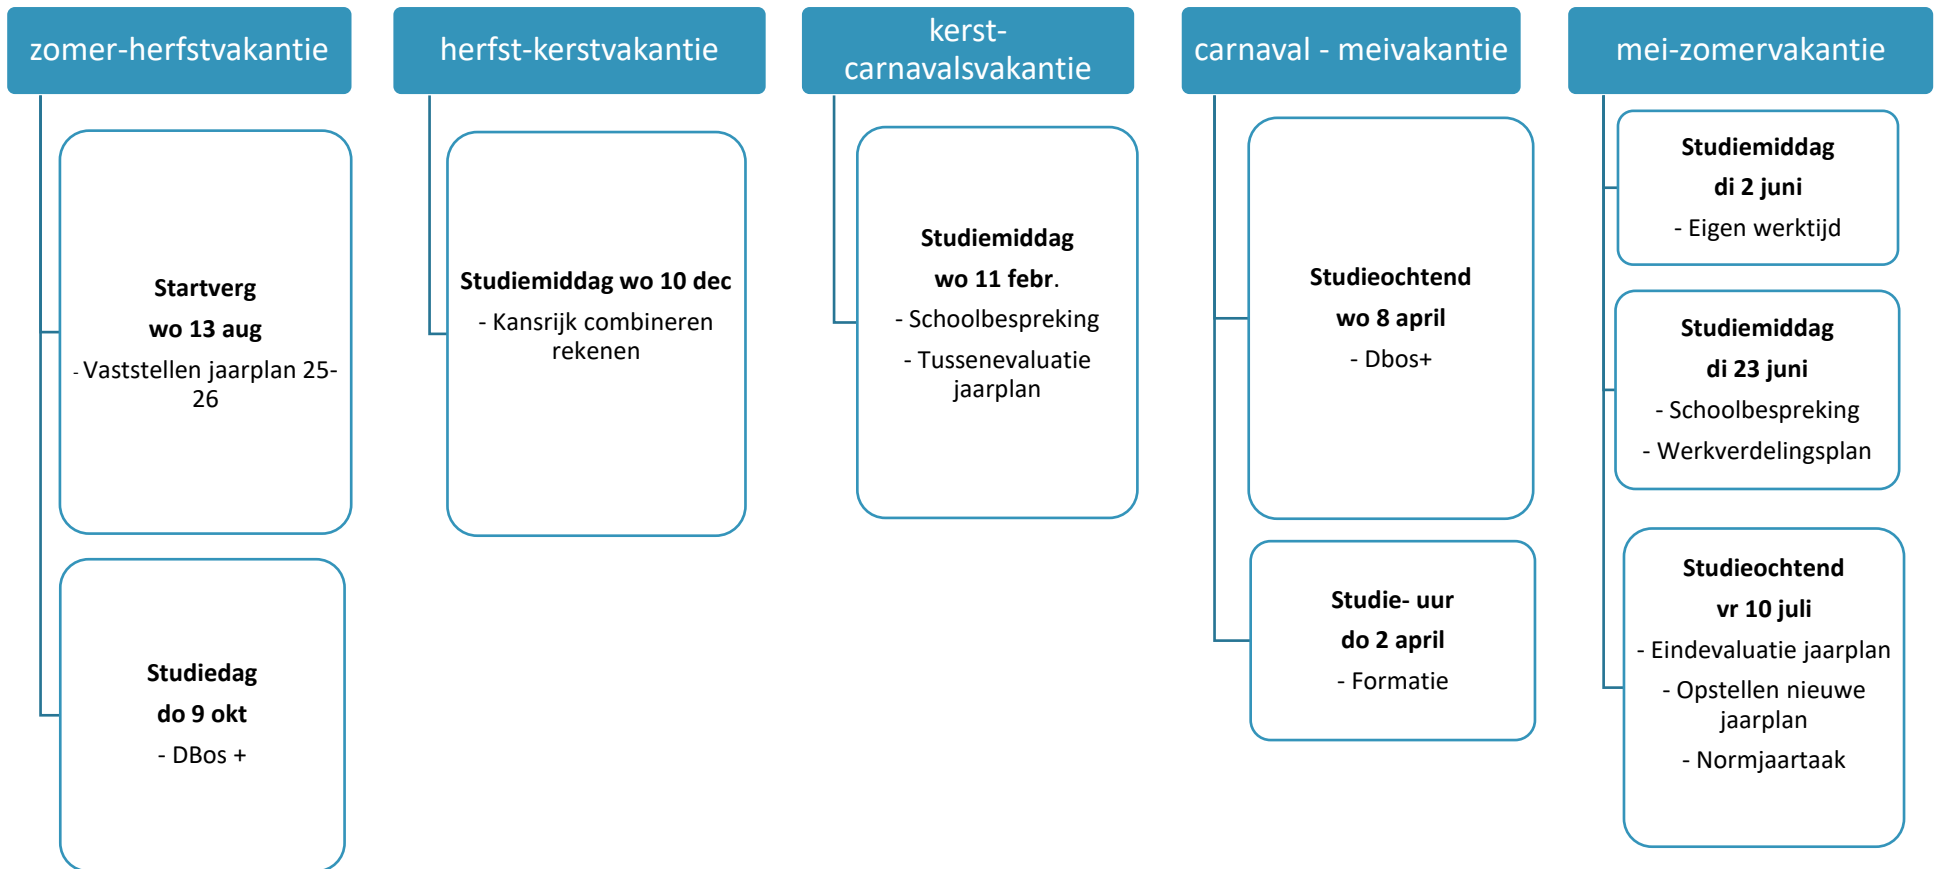 zomer-herfstvakantie
Startverg
wo 13 aug
- Vaststellen jaarplan 25-
26
Studiedag
do 9 okt
- DBos +
herfst-kerstvakantie
Studiemiddag wo 10 dec
- Kansrijk combineren
rekenen
kerst-
carnavalsvakantie
Studiemiddag
wo 11 febr.
- Schoolbespreking
- Tussenevaluatie
jaarplan
carnaval - meivakantie
Studieochtend
wo 8 april
- Dbos+
Studie- uur
do 2 april
- Formatie
mei-zomervakantie
Studiemiddag
di 2 juni
- Eigen werktijd
Studiemiddag
di 23 juni
- Schoolbespreking
- Werkverdelingsplan
Studieochtend
vr 10 juli
- Eindevaluatie jaarplan
- Opstellen nieuwe
jaarplan
- Normjaartaak